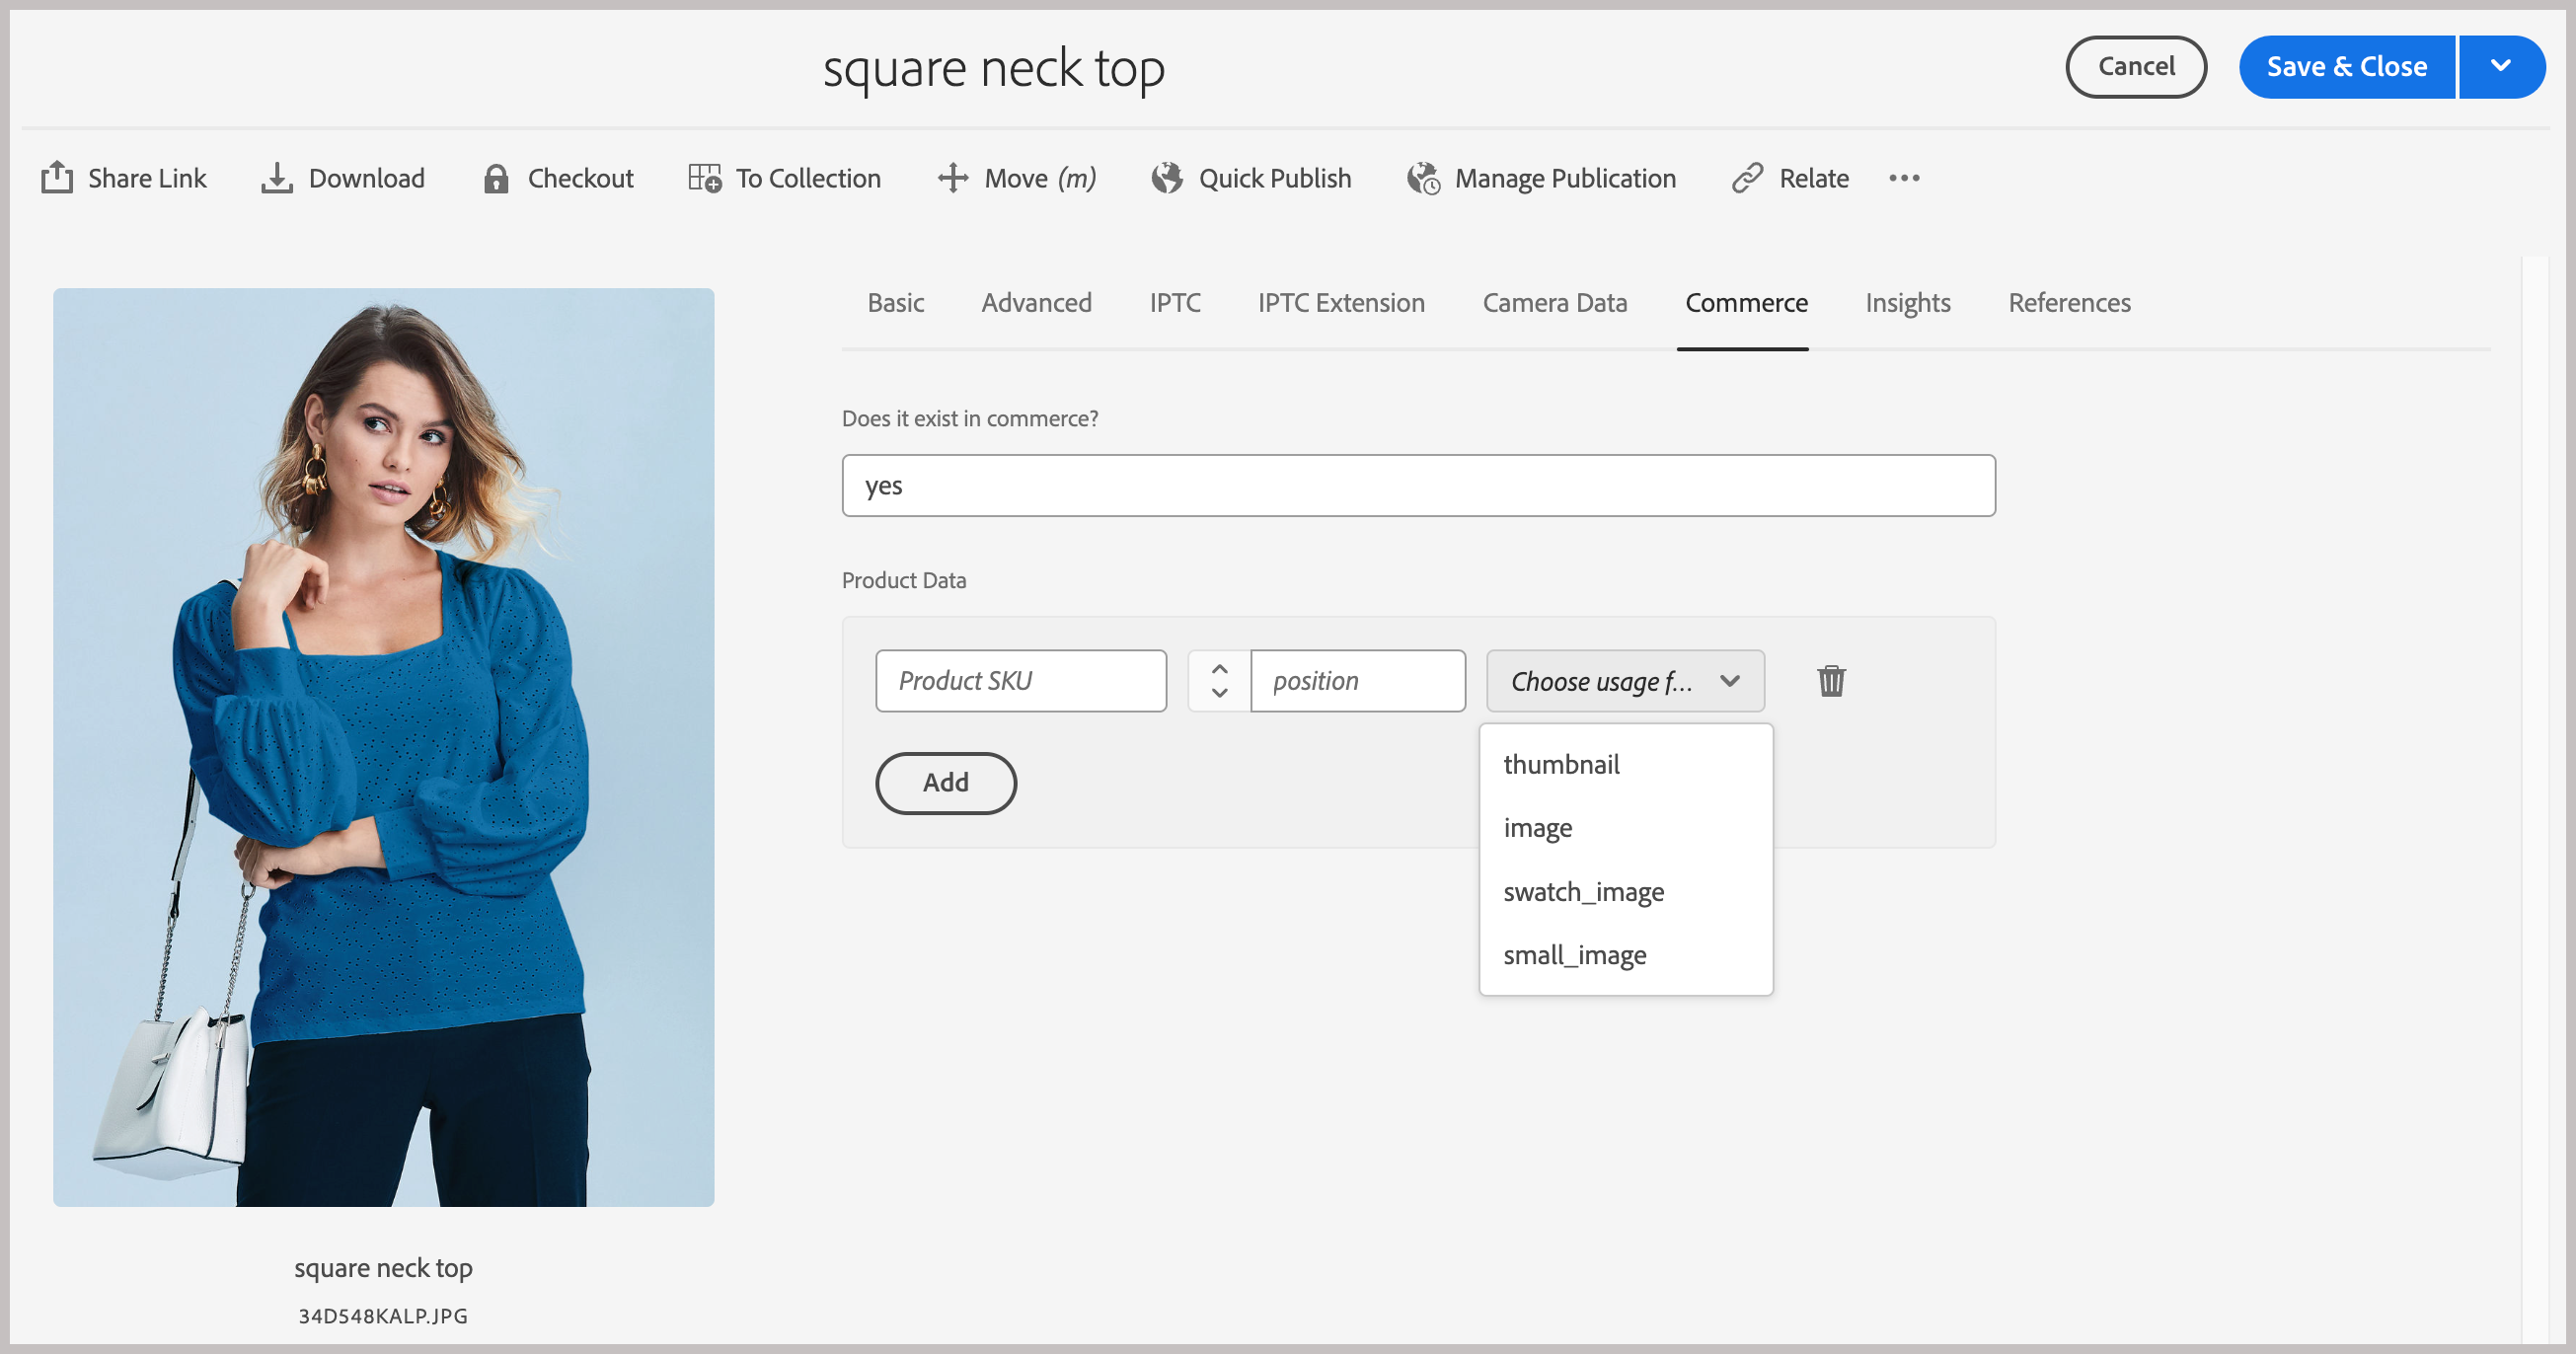 square neck top
Cancel
Save & Close
Share Link
Download
Checkout
To Collection
Move (m)
Quick Publish
Manage Publication
Relate
Basic
Advanced
IPTC
IPTC Extension
Camera Data
Commerce
Insights
References
Does it exist in commerce?
yes
Product Data
Product SKU
position
Choose usage f...
thumbnail
image
swatch_image
small_image
Add
square neck top
34D548KALP.JPG